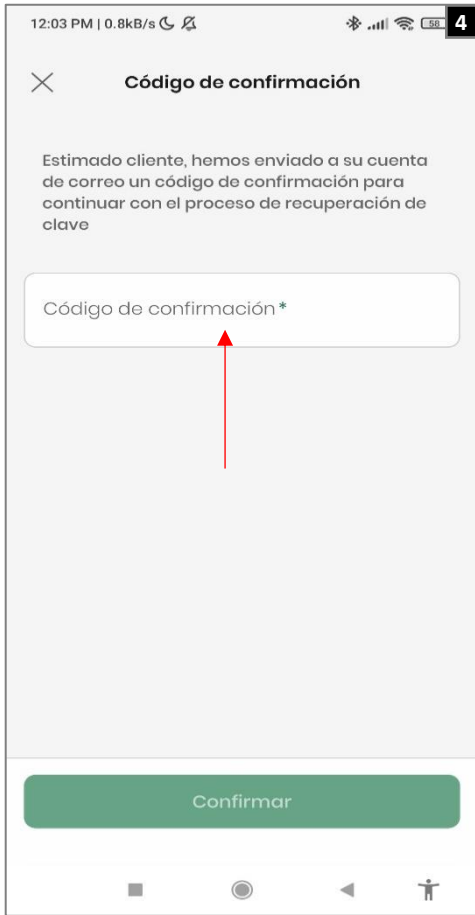 12:03 PM | 0.8kB/s 58 4
Código de confirmación
Estimado cliente, hemos enviado a su cuenta
de correo un código de confirmación para
continuar con el proceso de recuperación de
clave
Código de confirmación*
Confirmar